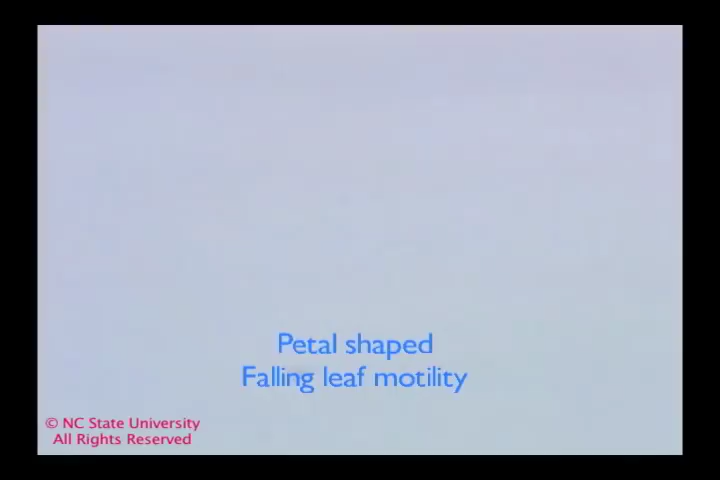 Petal shaped
Falling leaf motility
© NC State University
All Rights Reserved